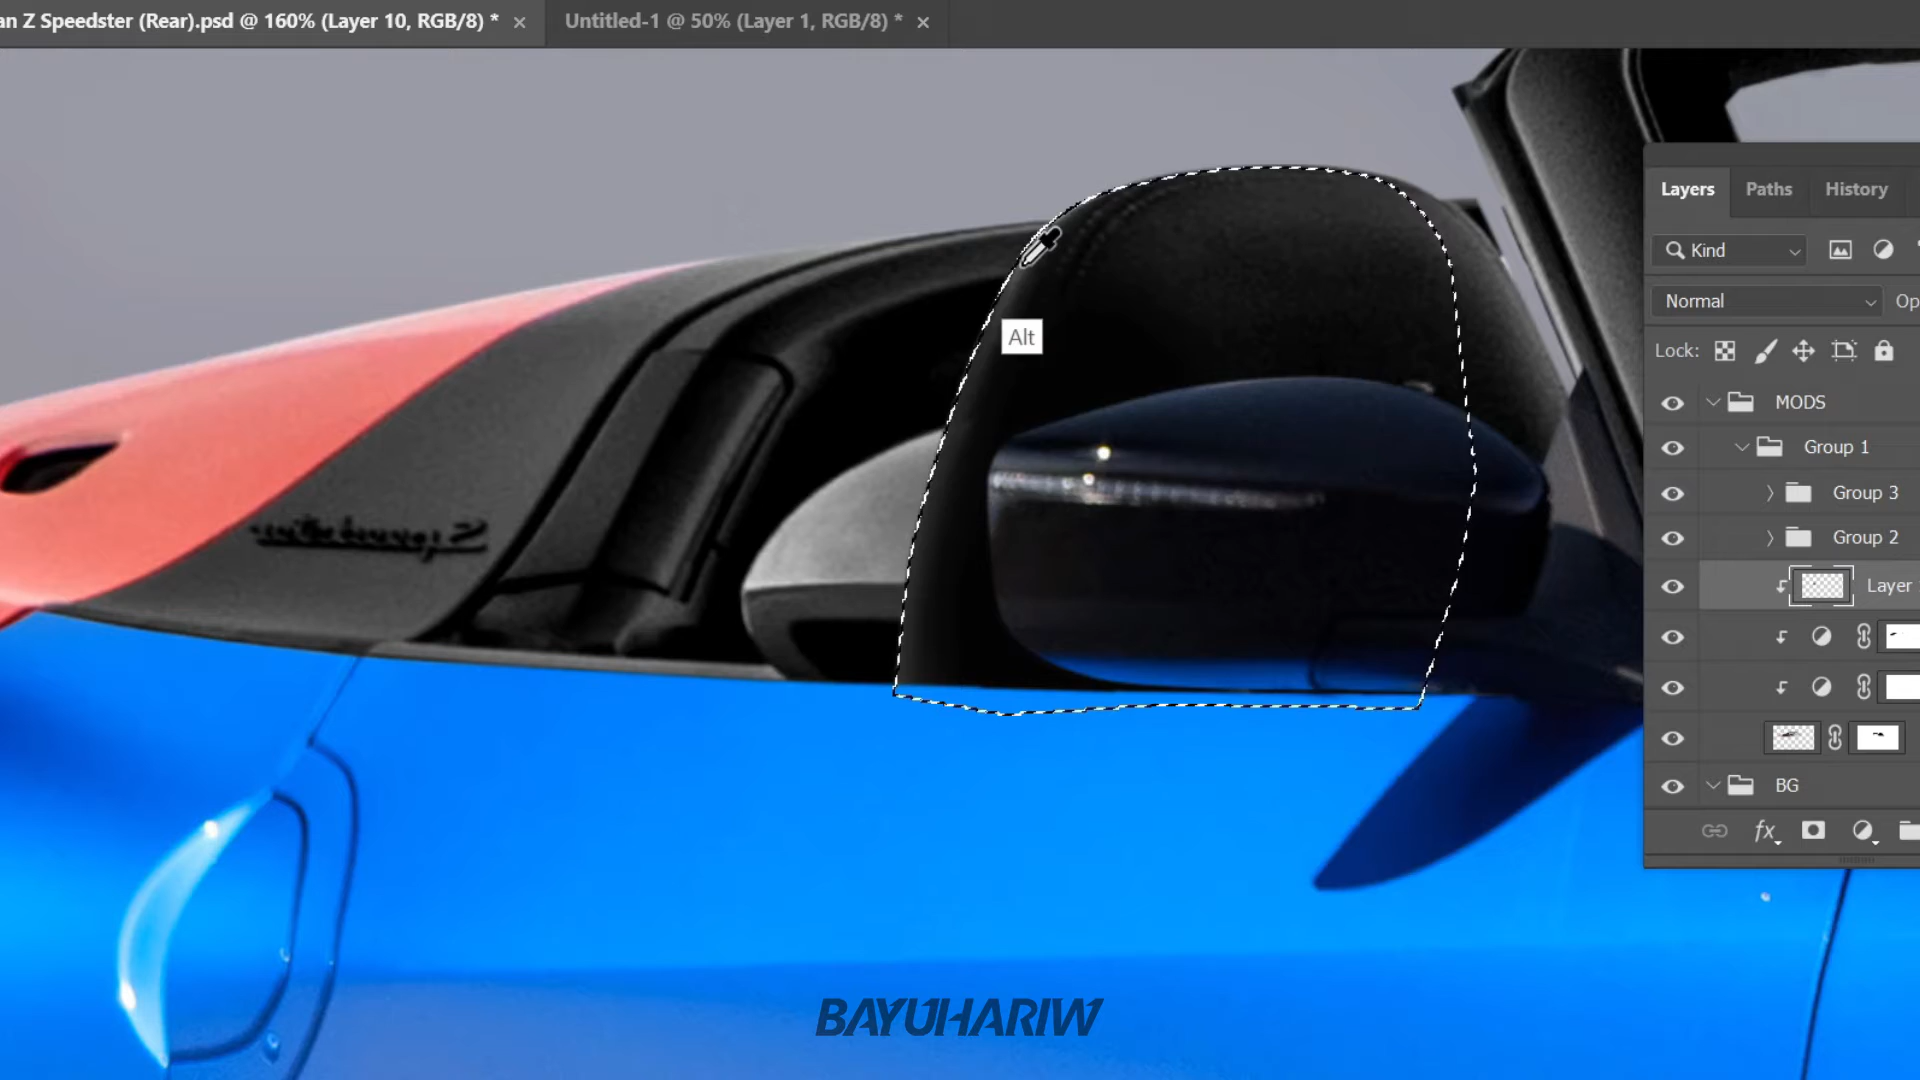 an Z Speedster (Rear).psd @ 160% (Layer 10, RGB/8) *
Untitled-1 @ 50% (Layer 1, RGB/8) *
Alt
Layers Paths History
Kind
Normal Op
Lock:
MODS
Group 1
Group 3
Group 2
Layer
BG
fx
BAYUHARIW